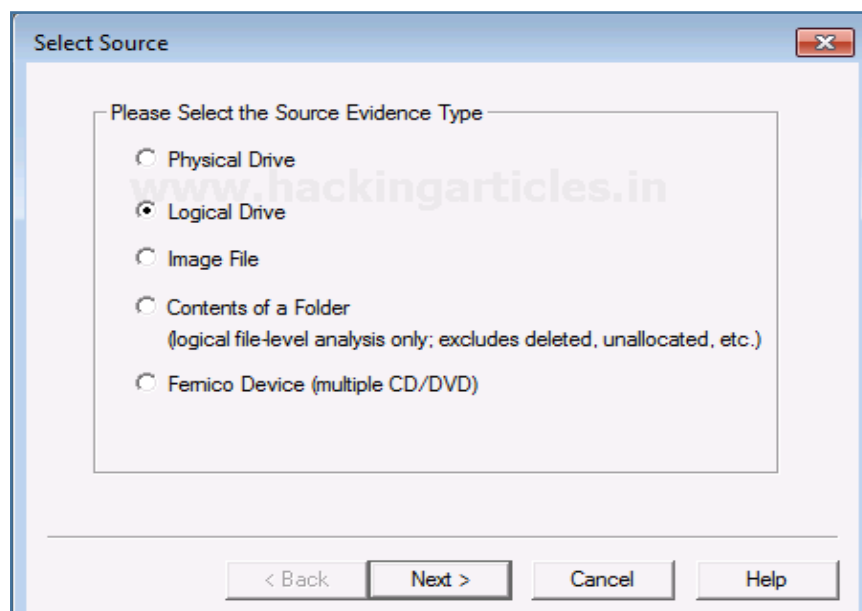 Select Source
Please Select the Source Evidence Type
www.hackingarticles.in
Physical Drive
Logical Drive
Image File
Contents of a Folder
(logical file-level analysis only; excludes deleted, unallocated, etc.)
Fernico Device (multiple CD/DVD)
< Back
Next >
Cancel
Help